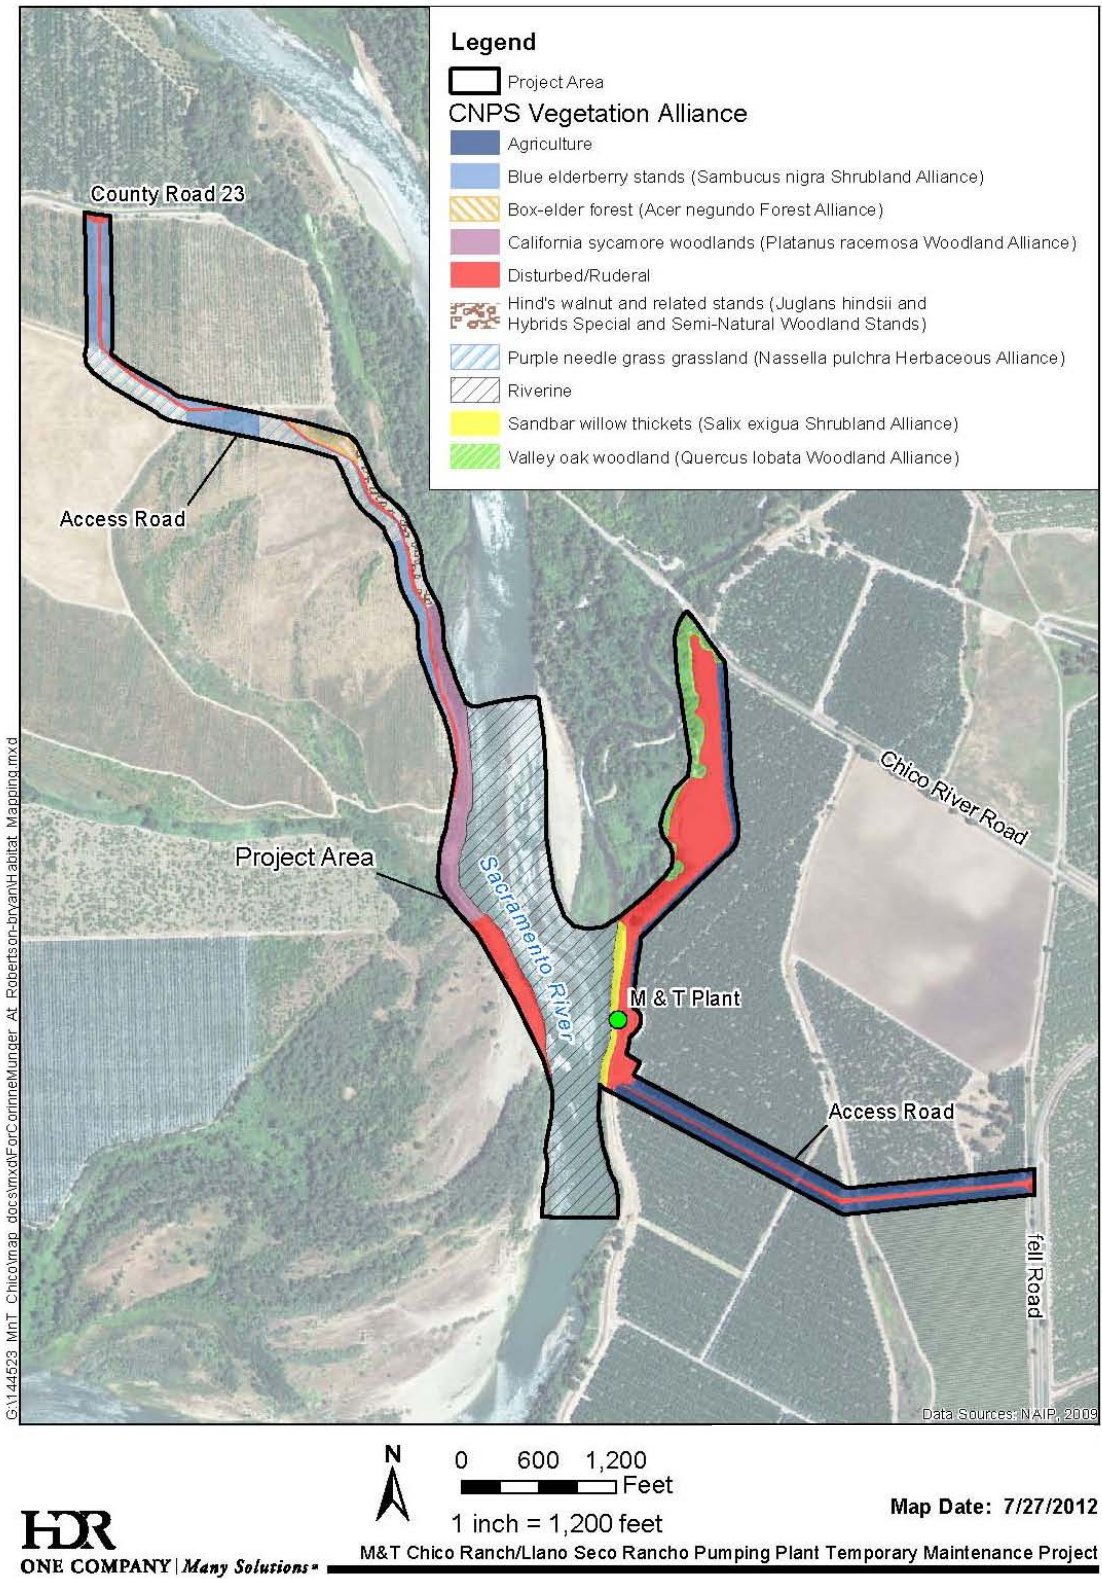 Legend
Project Area
CNPS Vegetation Alliance
Agriculture
Blue elderberry stands (Sambucus nigra Shrubland Alliance)
Box-elder forest (Acer negundo Forest Alliance)
California sycamore woodlands (Platanus racemosa Woodland Alliance)
Disturbed/Ruderal
Hind's walnut and related stands (Juglans hindsii and
Hybrids Special and Semi-Natural Woodland Stands)
Purple needle grass grassland (Nassella pulchra Herbaceous Alliance)
Riverine
Sandbar willow thickets (Salix exigua Shrubland Alliance)
Valley oak woodland (Quercus lobata Woodland Alliance)
County Road 23
Access Road
Chico River Road
Project Area
Sacramento River
M & T Plant
Access Road
fell Road
G:\144523_MnT_Chico\map_docs\mxd\ForCorinneMunger_At_Robertson-bryan\Habitat_Mapping.mxd
Data Sources: NAIP, 2009
N
0 600 1,200
Feet
1 inch = 1,200 feet
Map Date: 7/27/2012
HDR
ONE COMPANY | Many Solutions
M&T Chico Ranch/Llano Seco Rancho Pumping Plant Temporary Maintenance Project